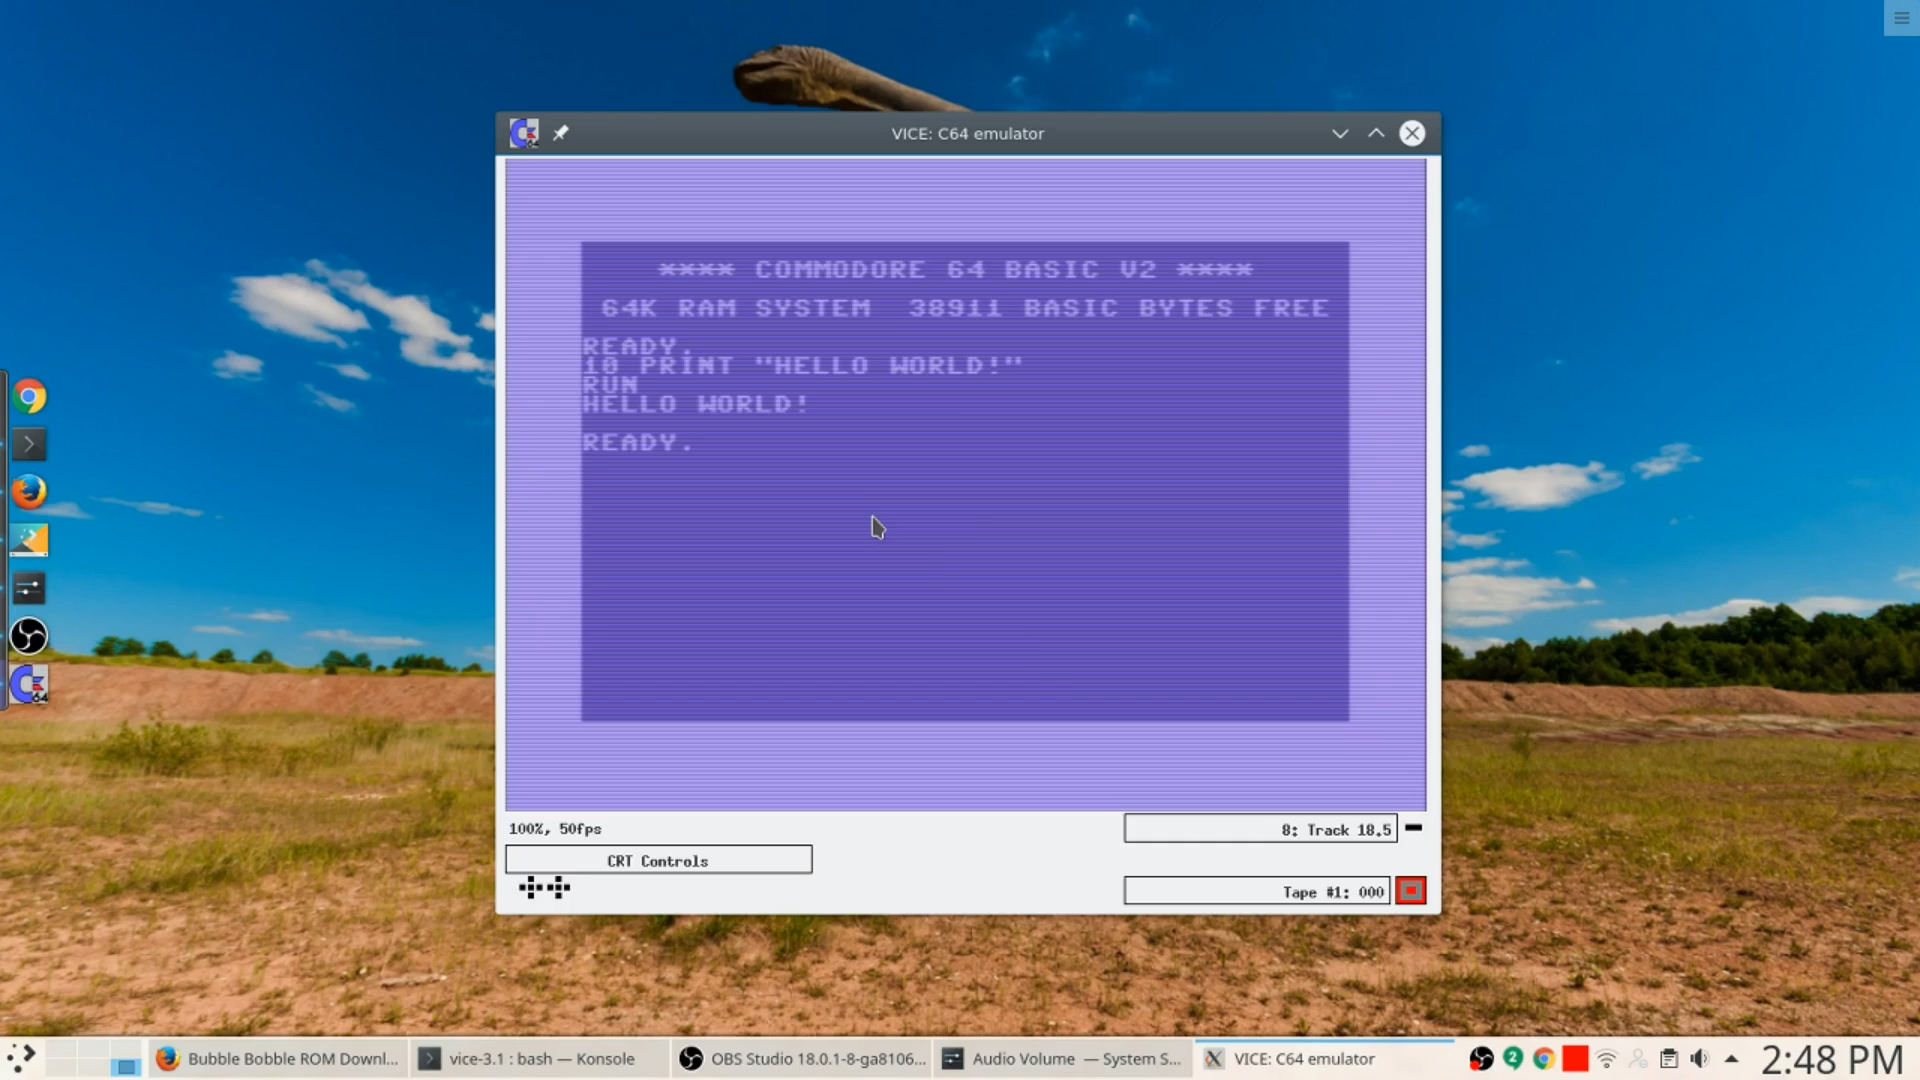 VICE: C64 emulator
**** COMMODORE 64 BASIC V2 ****
64K RAM SYSTEM  38911 BASIC BYTES FREE
READY.
10 PRINT "HELLO WORLD!"
RUN
HELLO WORLD!
READY.
100%, 50fps
8: Track 18.5
CRT Controls
Tape #1: 000
64
Bubble Bobble ROM Downl...
vice-3.1 : bash — Konsole
OBS Studio 18.0.1-8-ga8106...
Audio Volume — System S...
VICE: C64 emulator
2
2:48 PM